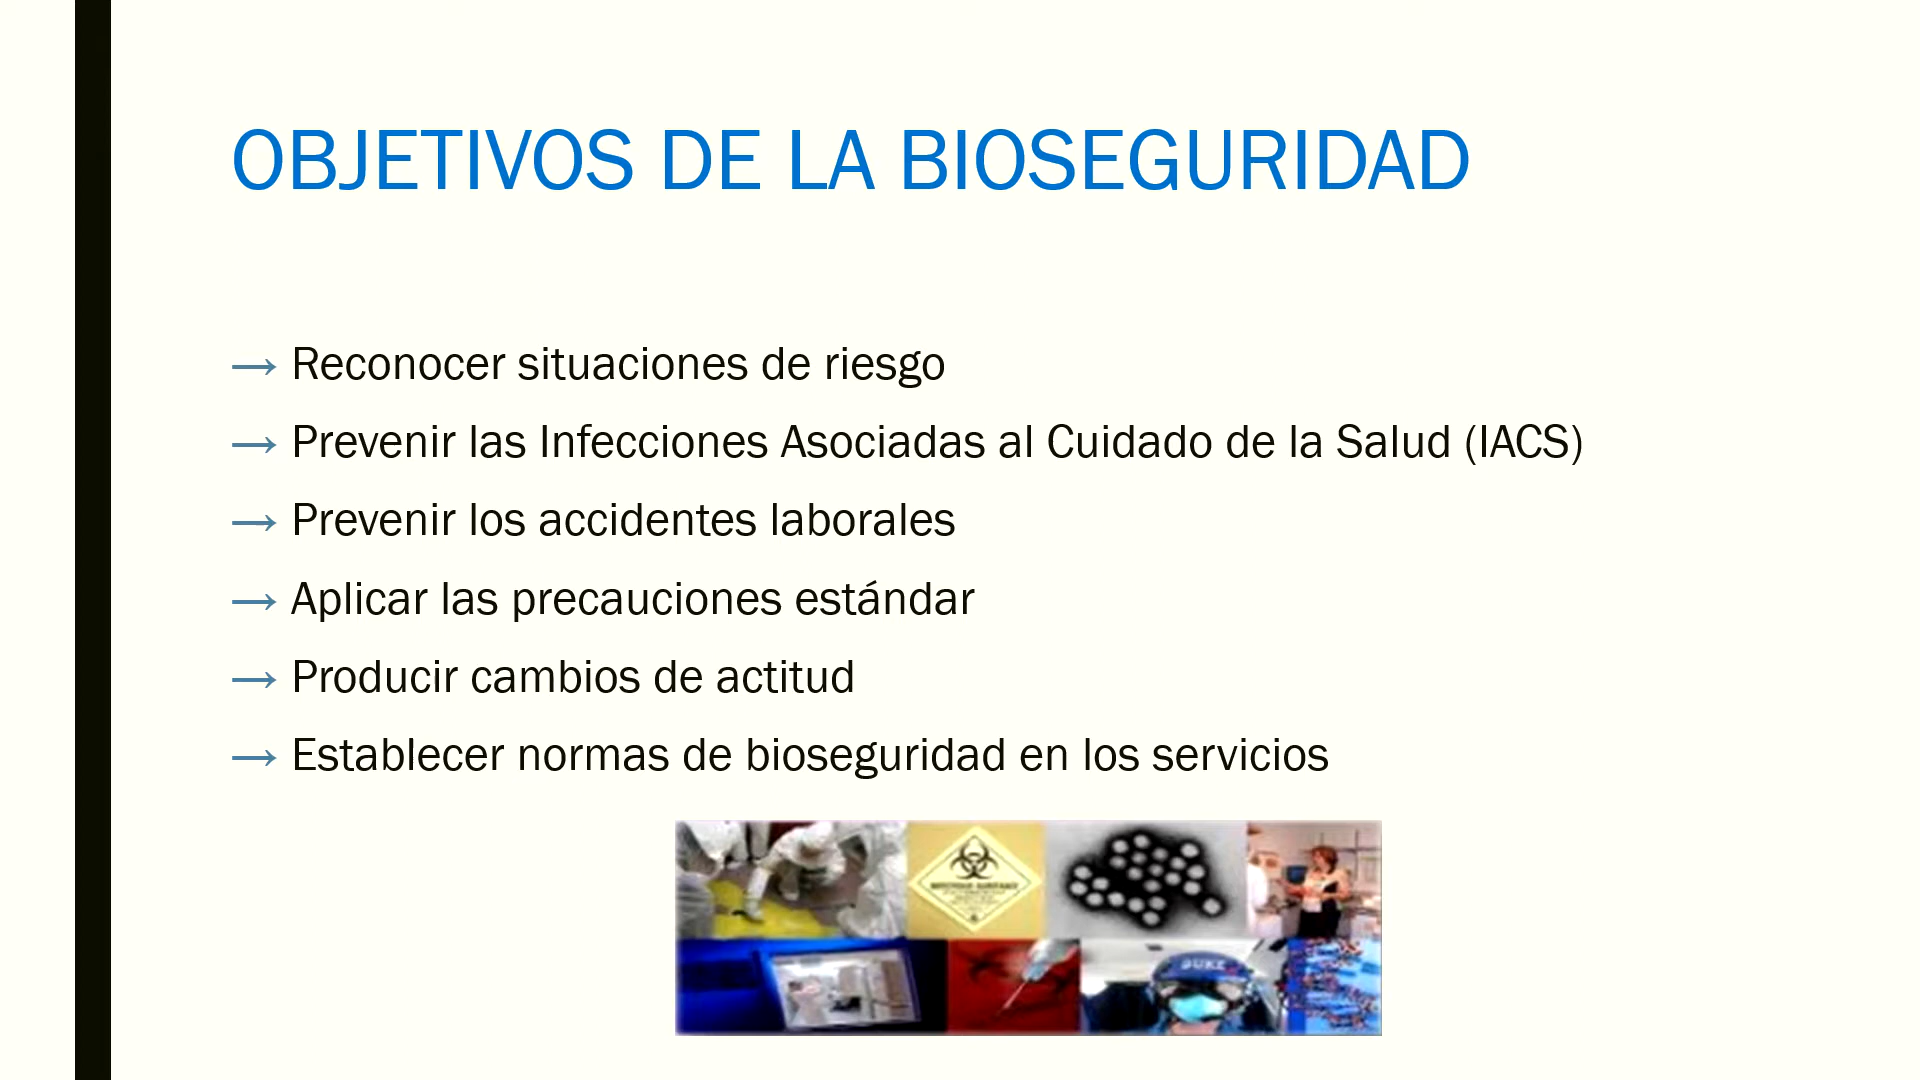 OBJETIVOS DE LA BIOSEGURIDAD
→ Reconocer situaciones de riesgo
→ Prevenir las Infecciones Asociadas al Cuidado de la Salud (IACS)
→ Prevenir los accidentes laborales
→ Aplicar las precauciones estándar
→ Producir cambios de actitud
→ Establecer normas de bioseguridad en los servicios
DUKE